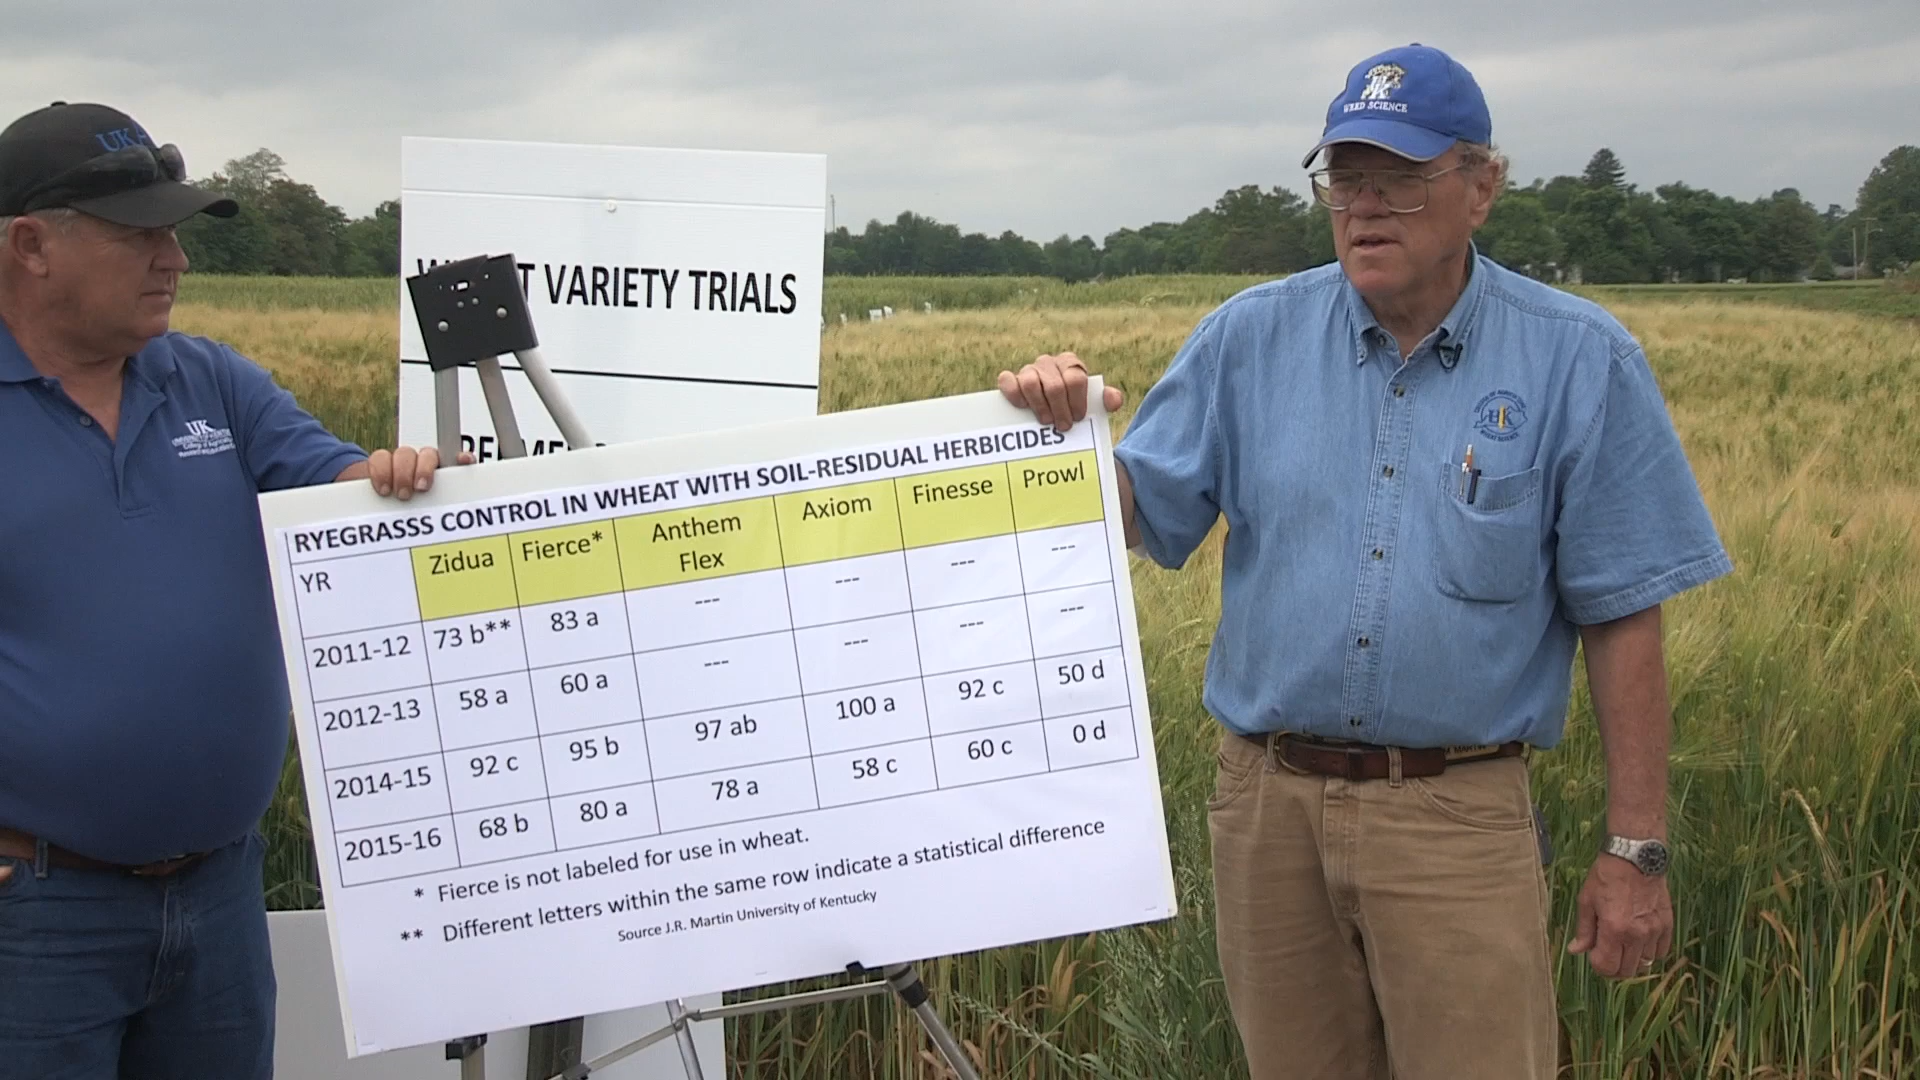 UK
WEED SCIENCE
UK
UK
T VARIETY TRIALS
RYEGRASSS CONTROL IN WHEAT WITH SOIL-RESIDUAL HERBICIDES
YR Zidua Fierce* Anthem Flex Axiom Finesse Prowl
2011-12 73 b** 83 a --- --- --- ---
2012-13 58 a 60 a --- --- --- ---
2014-15 92 c 95 b 97 ab 100 a 92 c 50 d
2015-16 68 b 80 a 78 a 58 c 60 c 0 d
* Fierce is not labeled for use in wheat.
** Different letters within the same row indicate a statistical difference
Source J.R. Martin University of Kentucky